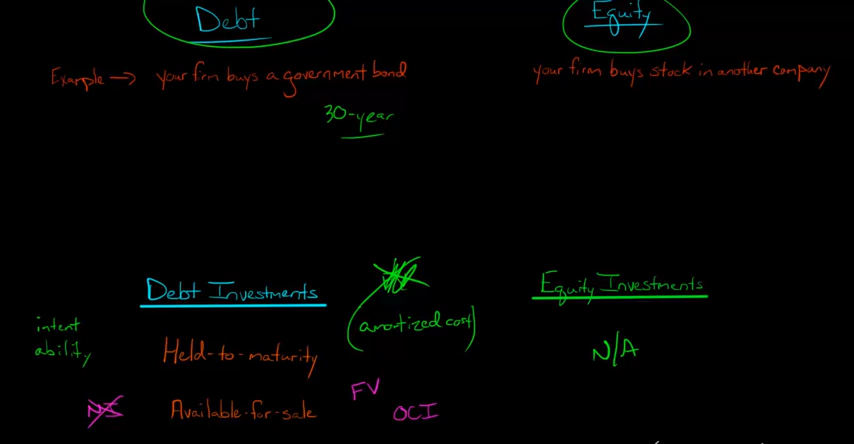 Debt
Equity
Example → your firm buys a government bond
your firm buys stock in another company
30-year
Debt Investments
Equity Investments
intent
ability
(amortized cost)
Held-to-maturity
N/A
NI
Available-for-sale
FV
OCI